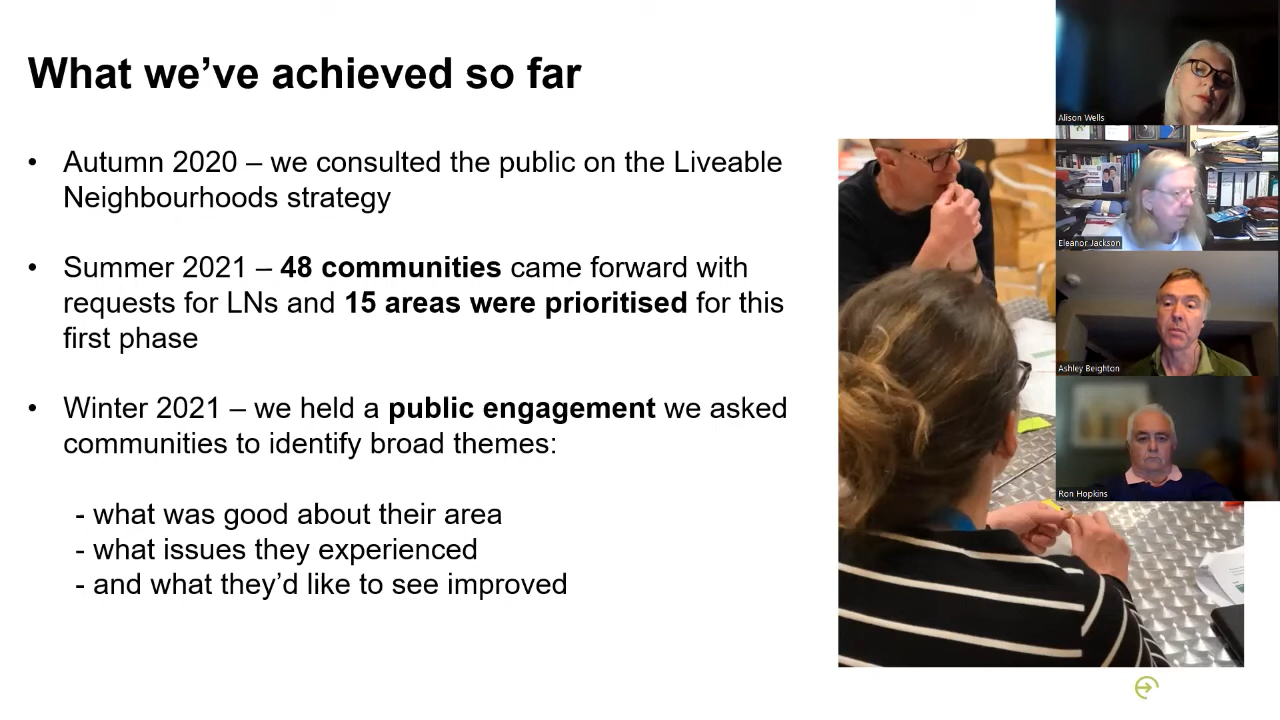 What we’ve achieved so far
• Autumn 2020 – we consulted the public on the Liveable
Neighbourhoods strategy
• Summer 2021 – 48 communities came forward with
requests for LNs and 15 areas were prioritised for this
first phase
• Winter 2021 – we held a public engagement we asked
communities to identify broad themes:
- what was good about their area
- what issues they experienced
- and what they’d like to see improved
Alison Wells
Eleanor Jackson
Ashley Beighton
Ron Hopkins